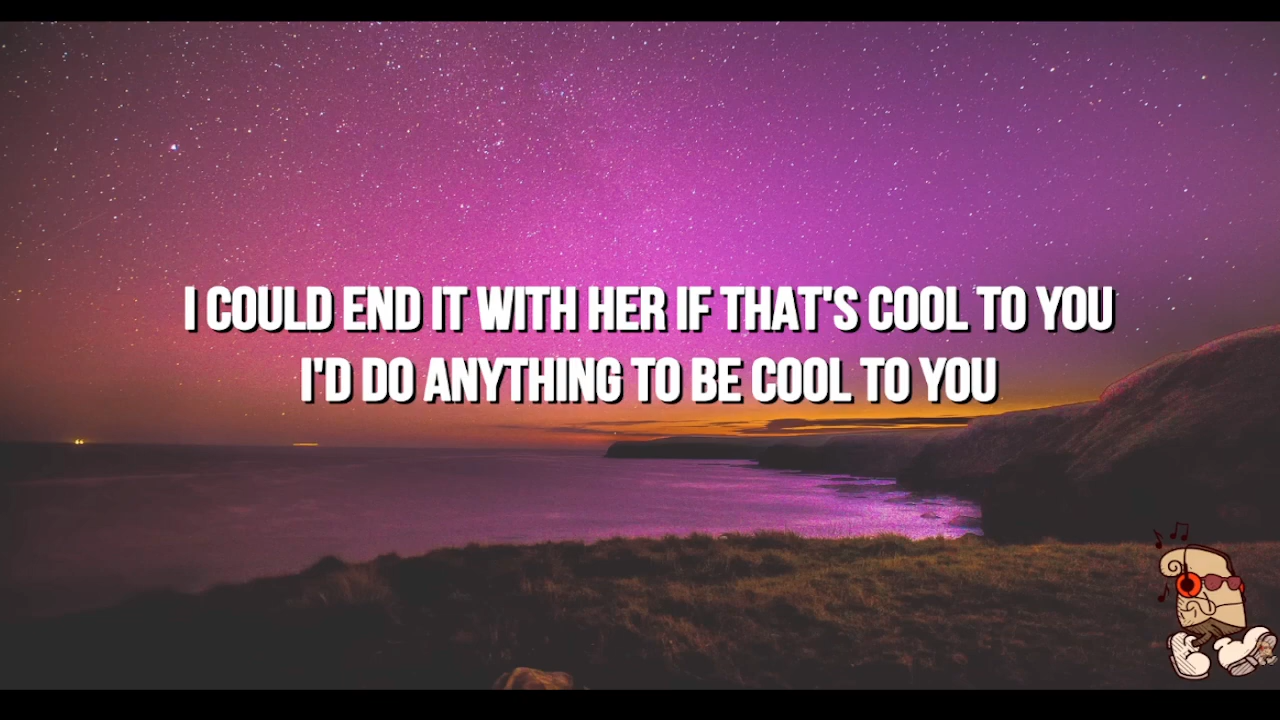 I COULD END IT WITH HER IF THAT'S COOL TO YOU
I'D DO ANYTHING TO BE COOL TO YOU